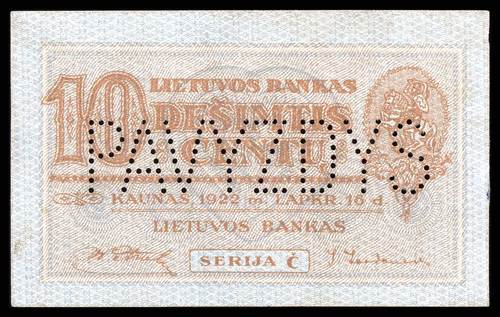 LIETUVOS BANKAS
10 DEŠIMTIS
CENTŲ
PAVYZDYS
KAUNAS, 1922 m. LAPKR. 16 d.
LIETUVOS BANKAS
SERIJA Č